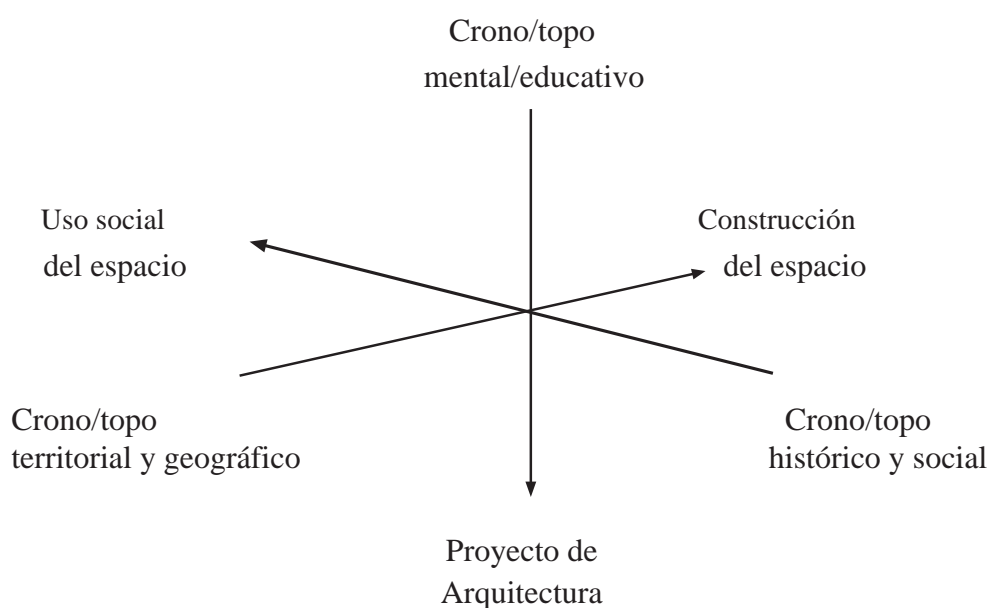 Crono/topo
mental/educativo
Uso social
del espacio
Construcción
del espacio
Crono/topo
territorial y geográfico
Crono/topo
histórico y social
Proyecto de
Arquitectura